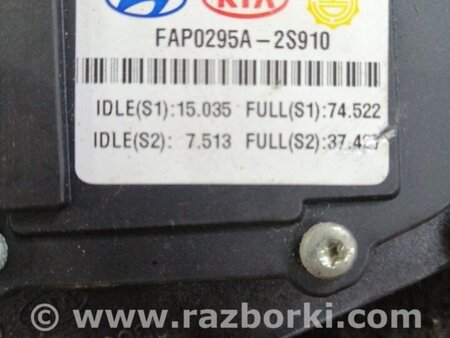 KIA
FAP0295A-2S910
IDLE(S1):15.035 FULL(S1):74.522
IDLE(S2): 7.513 FULL(S2):
© www.razborki.com